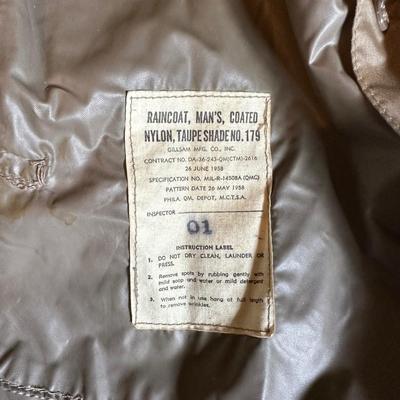 RAINCOAT, MAN'S, COATED
NYLON, TAUPE SHADE NO. 179
GILLSAM MFG. CO., INC.
CONTRACT NO. DA-36-243-QM(CTM)-2616
26 JUNE 1958
SPECIFICATION NO. MIL-R-14508A (QMC)
PATTERN DATE 26 MAY 1958
PHILA. QM. DEPOT, M.C.T.S.A.
INSPECTOR
01
INSTRUCTION LABEL
1. DO NOT DRY CLEAN, LAUNDER OR
PRESS.
2. Remove spots by rubbing gently with
mild soap and water or mild detergent
and water.
3. When not in use hang at full length
to remove wrinkles.